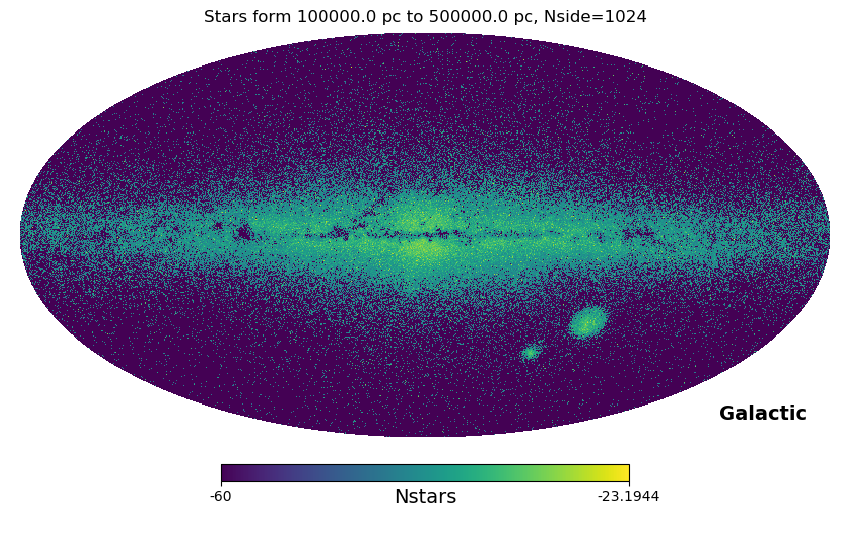 Stars form 100000.0 pc to 500000.0 pc, Nside=1024
Galactic
-60
Nstars
-23.1944